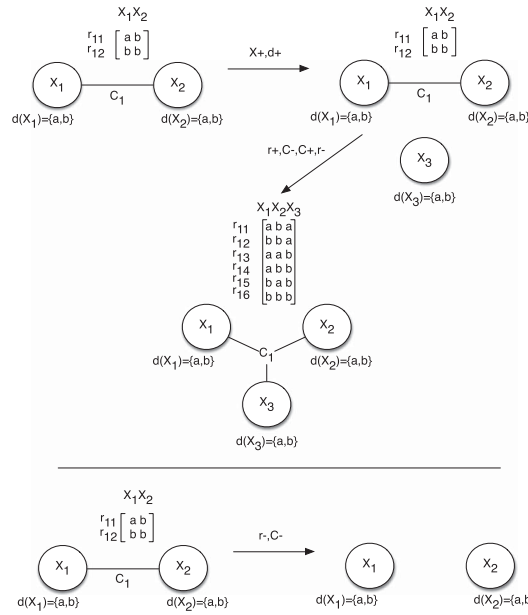 X1X2
r11 [a b]
r12 [b b]
X1
X2
C1
d(X1)={a,b}
d(X2)={a,b}
X+,d+
X1X2
r11 [a b]
r12 [b b]
X1
X2
C1
d(X1)={a,b}
d(X2)={a,b}
X3
d(X3)={a,b}
r+,C-,C+,r-
X1X2X3
r11 [a b a]
r12 [b b a]
r13 [a a b]
r14 [a b b]
r15 [b a b]
r16 [b b b]
X1
X2
C1
d(X1)={a,b}
d(X2)={a,b}
X3
d(X3)={a,b}
X1X2
r11 [a b]
r12 [b b]
X1
X2
C1
d(X1)={a,b}
d(X2)={a,b}
r-,C-
X1
X2
d(X1)={a,b}
d(X2)={a,b}